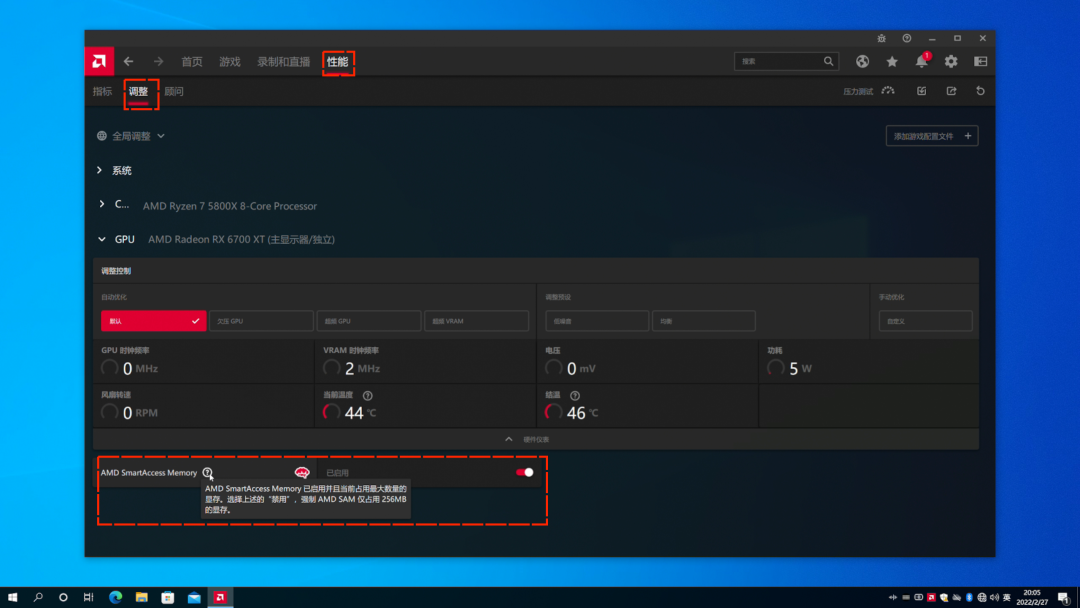 首页
游戏
录制和直播
性能
搜索
1
指标
调整
顾问
压力测试
全局调整
添加游戏配置文件
系统
C...
AMD Ryzen 7 5800X 8-Core Processor
GPU
AMD Radeon RX 6700 XT (主显示器/独立)
调整控制
自动优化
调整预设
手动优化
默认
欠压 GPU
超频 GPU
超频 VRAM
低噪音
均衡
自定义
GPU 时钟频率
0 MHz
VRAM 时钟频率
2 MHz
电压
0 mV
功耗
5 W
风扇转速
0 RPM
当前温度
44 ℃
结温
46 ℃
硬件仪表
AMD SmartAccess Memory
已启用
AMD SmartAccess Memory 已启用并且当前占用最大数量的
显存。选择上述的“禁用”，强制 AMD SAM 仅占用 256MB
的显存。
英
20:05
2022/2/27
1